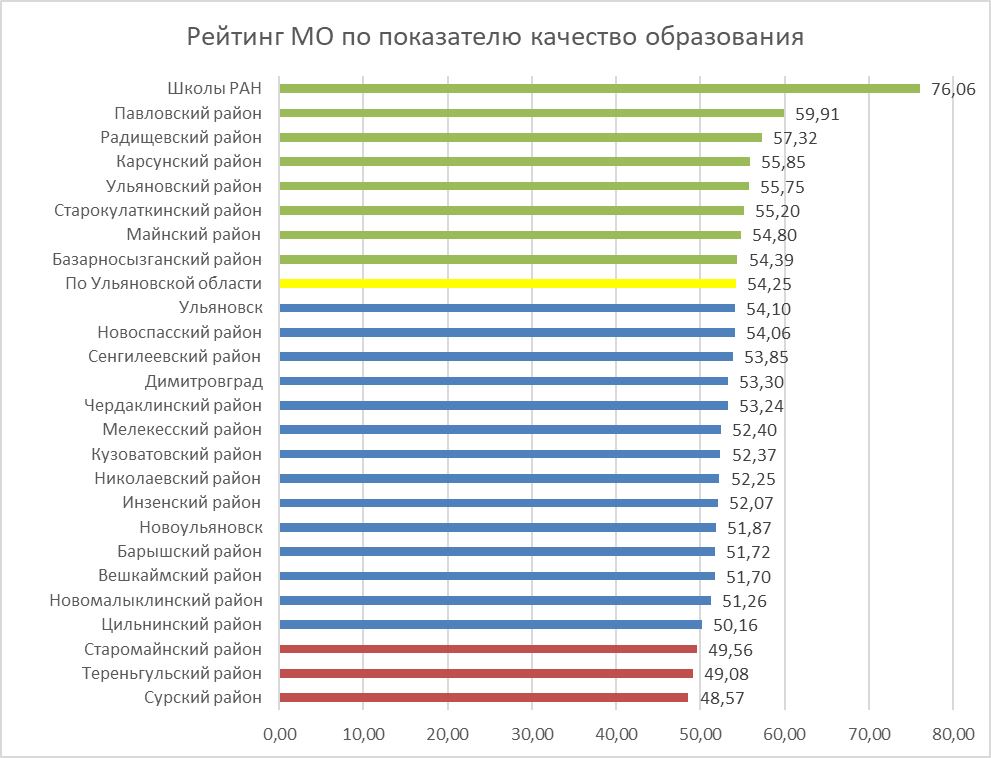 Рейтинг МО по показателю качество образования
Школы РАН 76,06
Павловский район 59,91
Радищевский район 57,32
Карсунский район 55,85
Ульяновский район 55,75
Старокулаткинский район 55,20
Майнский район 54,80
Базарносызганский район 54,39
По Ульяновской области 54,25
Ульяновск 54,10
Новоспасский район 54,06
Сенгилеевский район 53,85
Димитровград 53,30
Чердаклинский район 53,24
Мелекесский район 52,40
Кузоватовский район 52,37
Николаевский район 52,25
Инзенский район 52,07
Новоульяновск 51,87
Барышский район 51,72
Вешкаймский район 51,70
Новомалыклинский район 51,26
Цильнинский район 50,16
Старомайнский район 49,56
Тереньгульский район 49,08
Сурский район 48,57
0,00 10,00 20,00 30,00 40,00 50,00 60,00 70,00 80,00